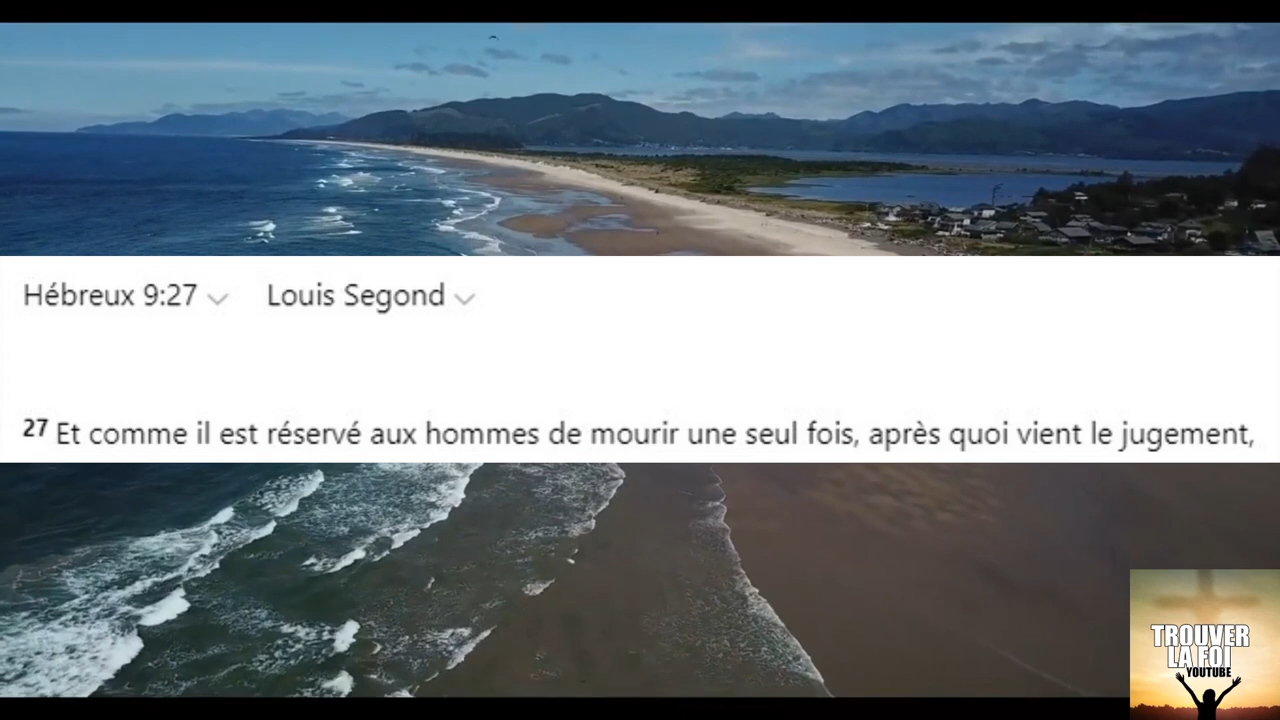 Hébreux 9:27 Louis Segond
27 Et comme il est réservé aux hommes de mourir une seul fois, après quoi vient le jugement,
TROUVER
LA FOI
YOUTUBE